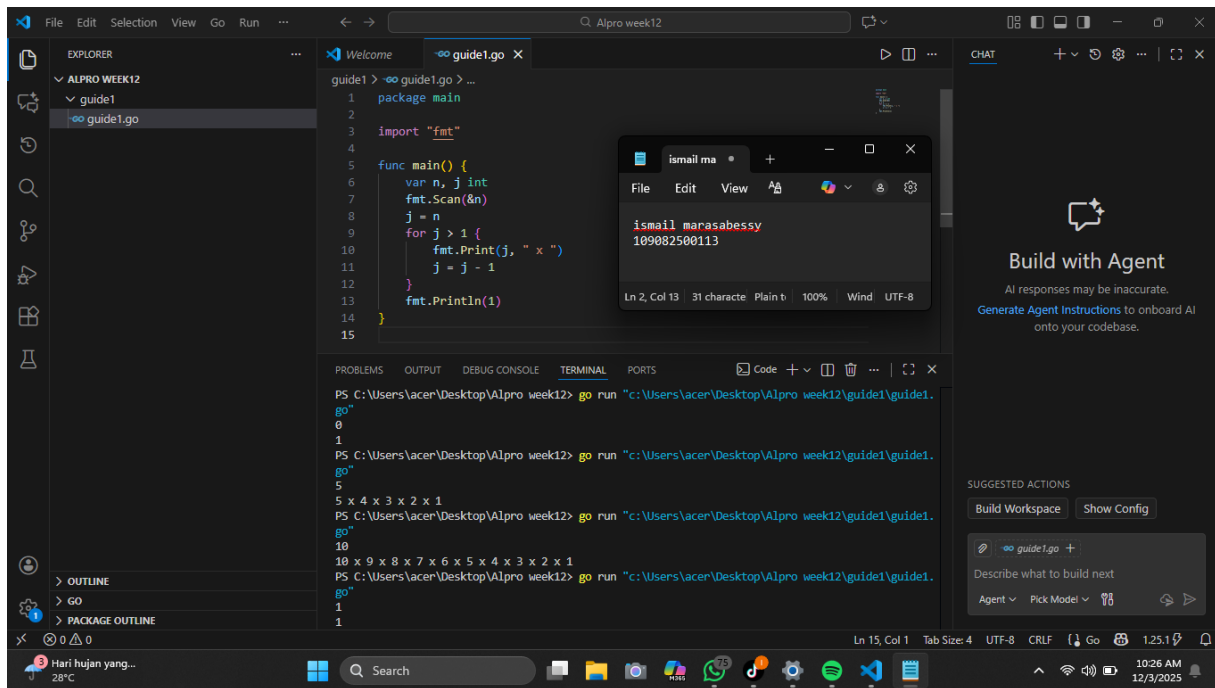 File Edit Selection View Go Run ··· Alpro week12
EXPLORER ···
ALPRO WEEK12
guide1
guide1.go
OUTLINE
GO
PACKAGE OUTLINE
Welcome guide1.go
guide1 > guide1.go > ...
1 package main
2
3 import "fmt"
4
5 func main() {
6 var n, j int
7 fmt.Scan(&n)
8 j = n
9 for j > 1 {
10 fmt.Print(j, " x ")
11 j = j - 1
12 }
13 fmt.Println(1)
14 }
15
ismail ma
File Edit View
ismail marasabessy
109082500113
Ln 2, Col 13 31 characte Plain t 100% Wind UTF-8
PROBLEMS OUTPUT DEBUG CONSOLE TERMINAL PORTS Code
PS C:\Users\acer\Desktop\Alpro week12> go run "c:\Users\acer\Desktop\Alpro week12\guide1\guide1.
go"
0
1
PS C:\Users\acer\Desktop\Alpro week12> go run "c:\Users\acer\Desktop\Alpro week12\guide1\guide1.
go"
5
5 x 4 x 3 x 2 x 1
PS C:\Users\acer\Desktop\Alpro week12> go run "c:\Users\acer\Desktop\Alpro week12\guide1\guide1.
go"
10
10 x 9 x 8 x 7 x 6 x 5 x 4 x 3 x 2 x 1
PS C:\Users\acer\Desktop\Alpro week12> go run "c:\Users\acer\Desktop\Alpro week12\guide1\guide1.
go"
1
1
CHAT
Build with Agent
AI responses may be inaccurate.
Generate Agent Instructions to onboard AI
onto your codebase.
SUGGESTED ACTIONS
Build Workspace Show Config
guide1.go
Describe what to build next
Agent Pick Model
1
0 0 Ln 15, Col 1 Tab Size: 4 UTF-8 CRLF Go 1.25.1
3 Hari hujan yang...
28°C
Search
M365
75
1
10:26 AM
12/3/2025